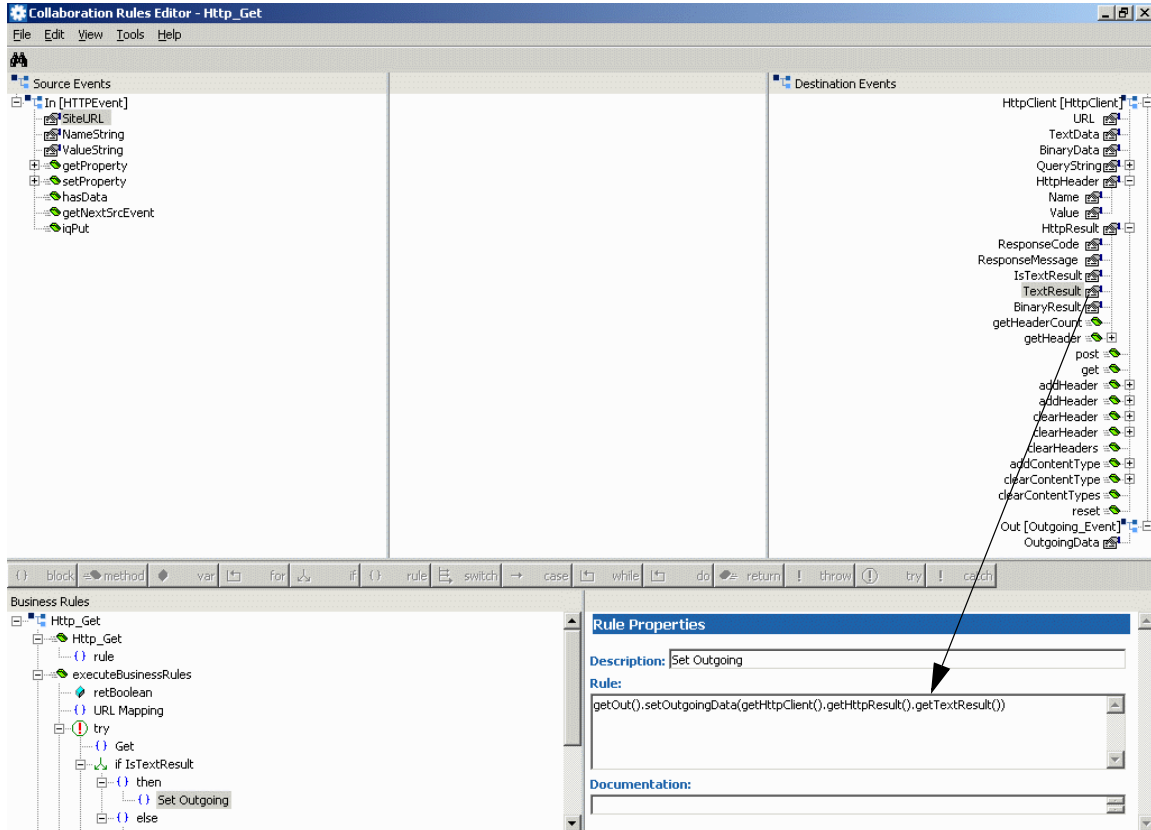 Collaboration Rules Editor - Http_Get
File Edit View Tools Help
Source Events
In [HTTPEvent]
SiteURL
NameString
ValueString
getProperty
setProperty
hasData
getNextSrcEvent
iqPut
Destination Events
HttpClient [HttpClient]
URL
TextData
BinaryData
QueryString
HttpHeader
Name
Value
HttpResult
ResponseCode
ResponseMessage
IsTextResult
TextResult
BinaryResult
getHeaderCount
getHeader
post
get
addHeader
addHeader
clearHeader
clearHeader
clearHeaders
addContentType
clearContentType
clearContentTypes
reset
Out [Outgoing_Event]
OutgoingData
{} block method var for if {} rule switch case while do return ! throw try ! catch
Business Rules
Http_Get
Http_Get
{} rule
executeBusinessRules
retBoolean
{} URL Mapping
try
{} Get
if IsTextResult
{} then
{} Set Outgoing
{} else
Rule Properties
Description: Set Outgoing
Rule:
getOut().setOutgoingData(getHttpClient().getHttpResult().getTextResult())
Documentation: